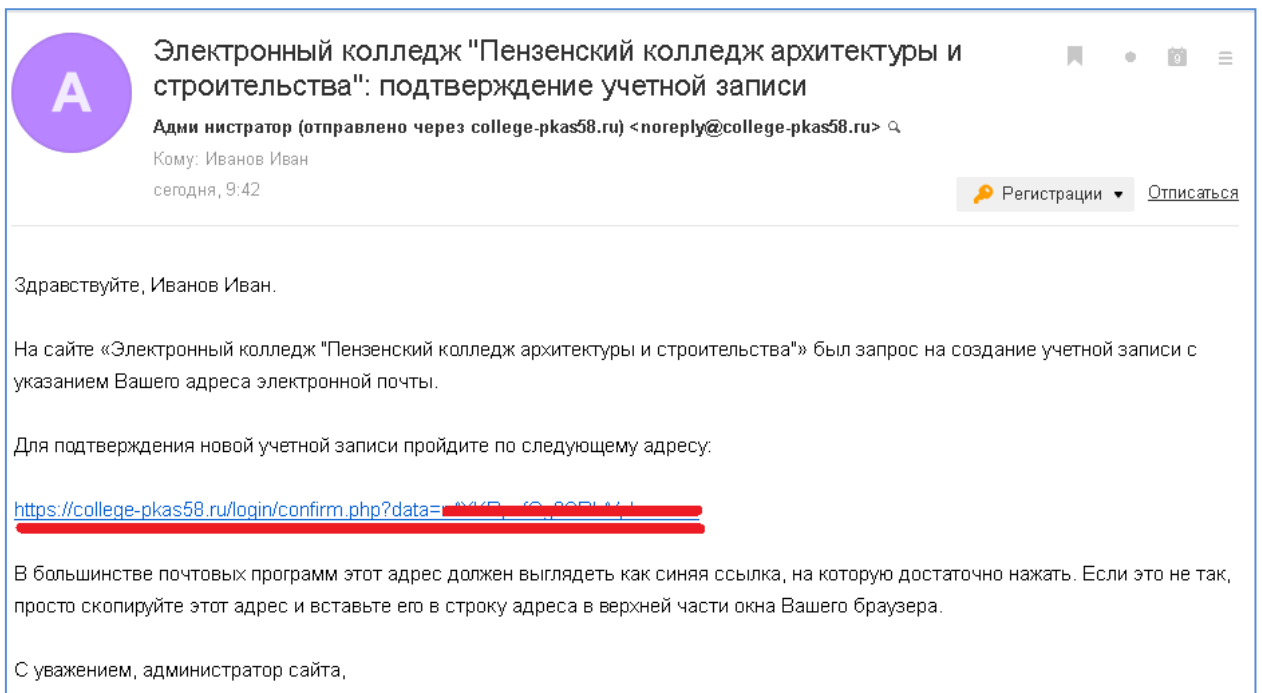 Электронный колледж "Пензенский колледж архитектуры и
строительства": подтверждение учетной записи
А
Адми нистратор (отправлено через college-pkas58.ru) <noreply@college-pkas58.ru>
Кому: Иванов Иван
сегодня, 9:42
9
Регистрации
Отписаться
Здравствуйте, Иванов Иван.
На сайте «Электронный колледж "Пензенский колледж архитектуры и строительства"» был запрос на создание учетной записи с
указанием Вашего адреса электронной почты.
Для подтверждения новой учетной записи пройдите по следующему адресу:
https://college-pkas58.ru/login/confirm.php?data=
В большинстве почтовых программ этот адрес должен выглядеть как синяя ссылка, на которую достаточно нажать. Если это не так,
просто скопируйте этот адрес и вставьте его в строку адреса в верхней части окна Вашего браузера.
С уважением, администратор сайта,